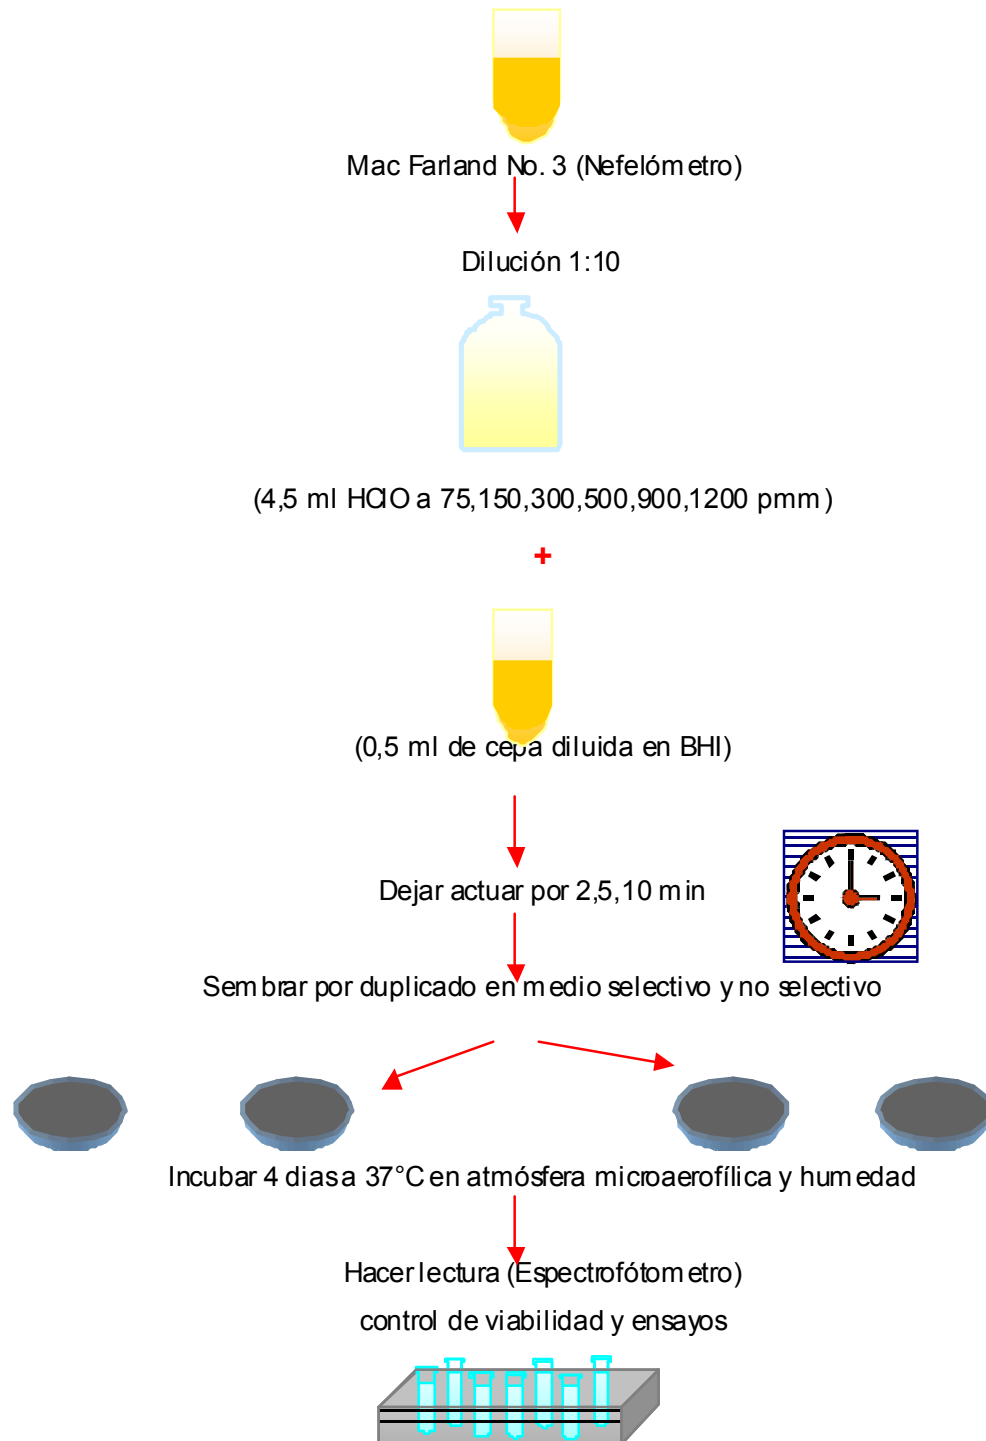 Mac Farland No. 3 (Nefelómetro)
Dilución 1:10
(4,5 ml HClO a 75,150,300,500,900,1200 pmm)
+
(0,5 ml de cepa diluida en BHI)
Dejar actuar por 2,5,10 min
Sembrar por duplicado en medio selectivo y no selectivo
Incubar 4 dias a 37°C en atmósfera microaerofílica y humedad
Hacer lectura (Espectrofótometro)
control de viabilidad y ensayos